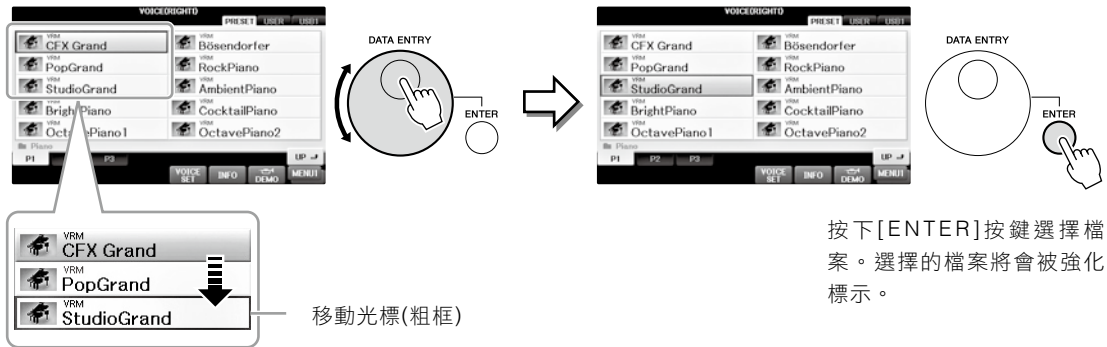 VOICE(RIGHT1)
PRESET USER USB1
VRM CFX Grand
VRM Bösendorfer
VRM PopGrand
VRM RockPiano
VRM StudioGrand
VRM AmbientPiano
VRM BrightPiano
VRM CocktailPiano
VRM OctavePiano1
VRM OctavePiano2
Piano
P1 P3 UP
VOICE SET INFO DEMO MENU1
DATA ENTRY
ENTER
VOICE(RIGHT1)
PRESET USER USB1
VRM CFX Grand
VRM Bösendorfer
VRM PopGrand
VRM RockPiano
VRM StudioGrand
VRM AmbientPiano
VRM BrightPiano
VRM CocktailPiano
VRM OctavePiano1
VRM OctavePiano2
Piano
P1 P2 P3 UP
VOICE SET INFO DEMO MENU1
DATA ENTRY
ENTER
VRM
CFX Grand
VRM
PopGrand
VRM
StudioGrand
移動光標(粗框)
按下[ENTER]按鍵選擇檔
案。選擇的檔案將會被強化
標示。